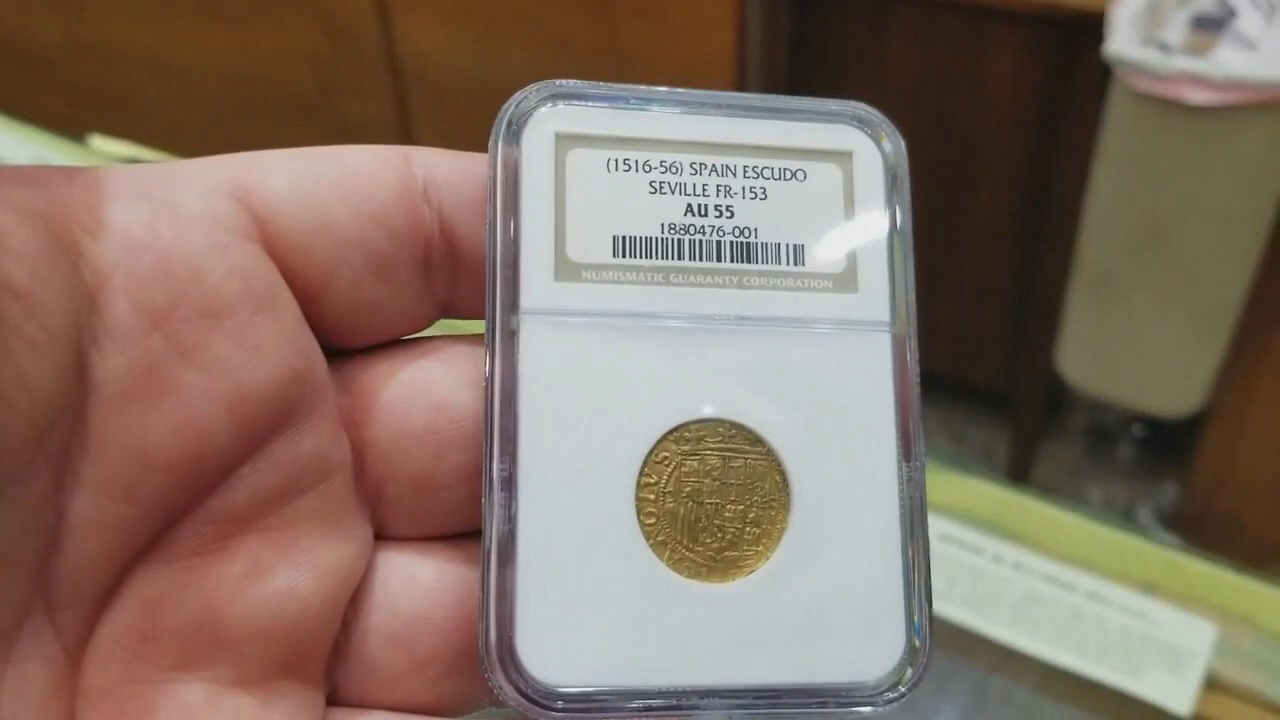 (1516-56) SPAIN ESCUDO
SEVILLE FR-153
AU 55
1880476-001
NUMISMATIC GUARANTY CORPORATION